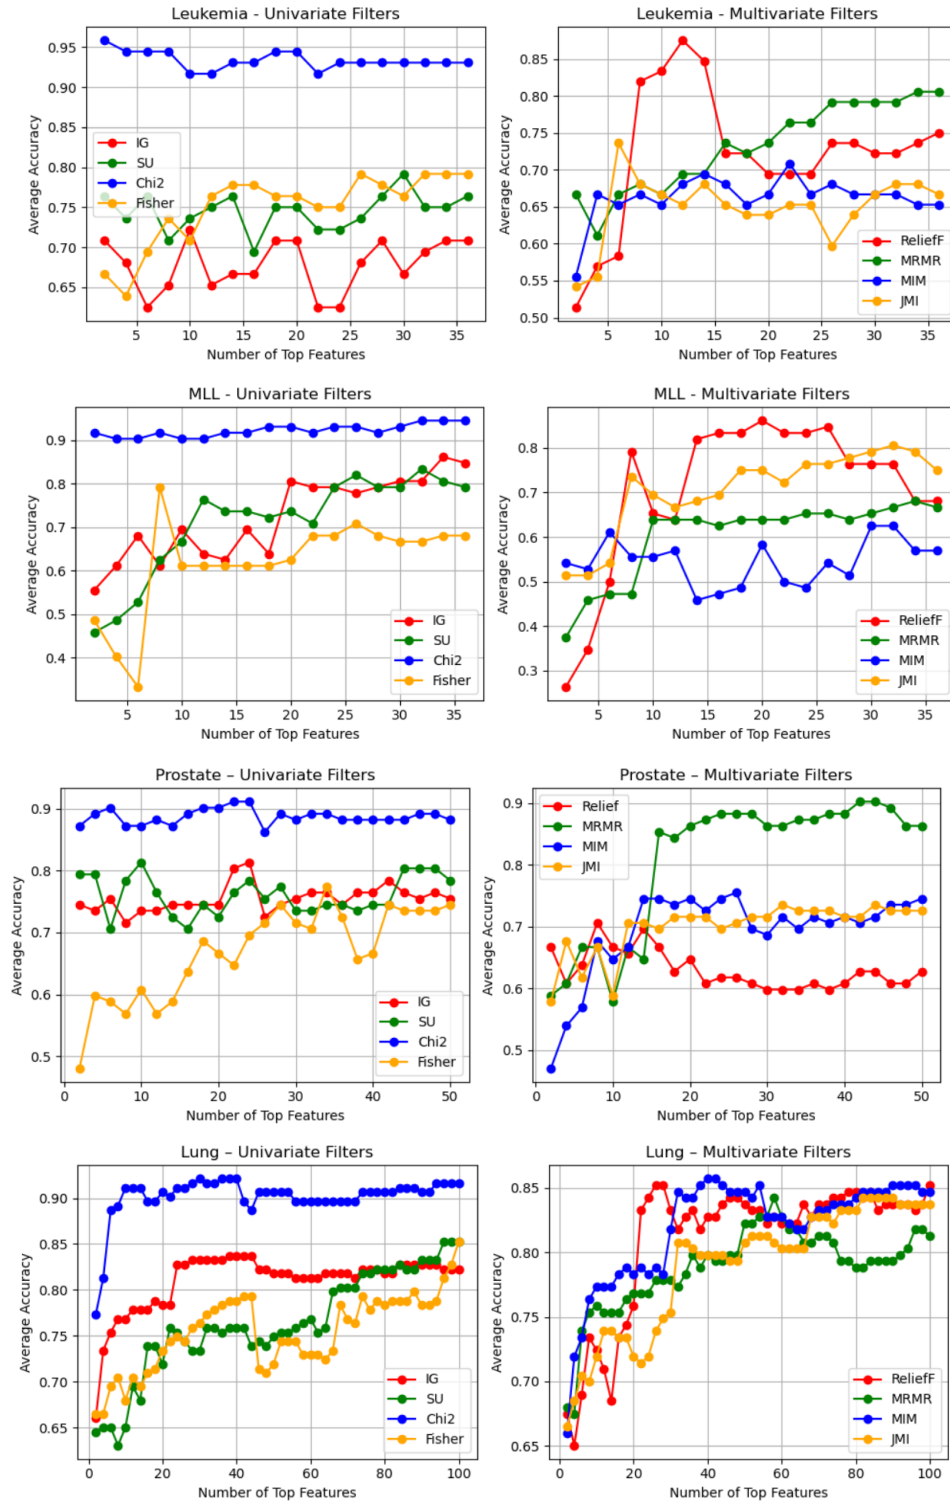 Leukemia - Univariate Filters
Average Accuracy
0.95
0.90
0.85
0.80
0.75
0.70
0.65
IG
SU
Chi2
Fisher
5 10 15 20 25 30 35
Number of Top Features
Leukemia - Multivariate Filters
Average Accuracy
0.85
0.80
0.75
0.70
0.65
0.60
0.55
0.50
ReliefF
MRMR
MIM
JMI
5 10 15 20 25 30 35
Number of Top Features
MLL - Univariate Filters
Average Accuracy
0.9
0.8
0.7
0.6
0.5
0.4
IG
SU
Chi2
Fisher
5 10 15 20 25 30 35
Number of Top Features
MLL - Multivariate Filters
Average Accuracy
0.8
0.7
0.6
0.5
0.4
0.3
ReliefF
MRMR
MIM
JMI
5 10 15 20 25 30 35
Number of Top Features
Prostate – Univariate Filters
Average Accuracy
0.9
0.8
0.7
0.6
0.5
IG
SU
Chi2
Fisher
0 10 20 30 40 50
Number of Top Features
Prostate – Multivariate Filters
Average Accuracy
0.9
0.8
0.7
0.6
0.5
Relief
MRMR
MIM
JMI
0 10 20 30 40 50
Number of Top Features
Lung – Univariate Filters
Average Accuracy
0.90
0.85
0.80
0.75
0.70
0.65
IG
SU
Chi2
Fisher
0 20 40 60 80 100
Number of Top Features
Lung – Multivariate Filters
Average Accuracy
0.85
0.80
0.75
0.70
0.65
ReliefF
MRMR
MIM
JMI
0 20 40 60 80 100
Number of Top Features